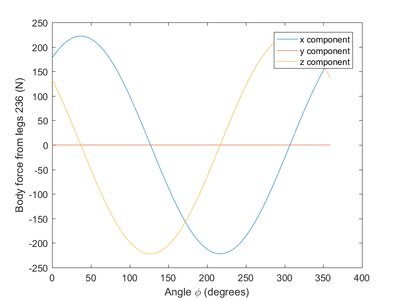 250
200
150
100
50
0
-50
-100
-150
-200
-250
Body force from legs 236 (N)
x component
y component
z component
0 50 100 150 200 250 300 350 400
Angle ϕ (degrees)